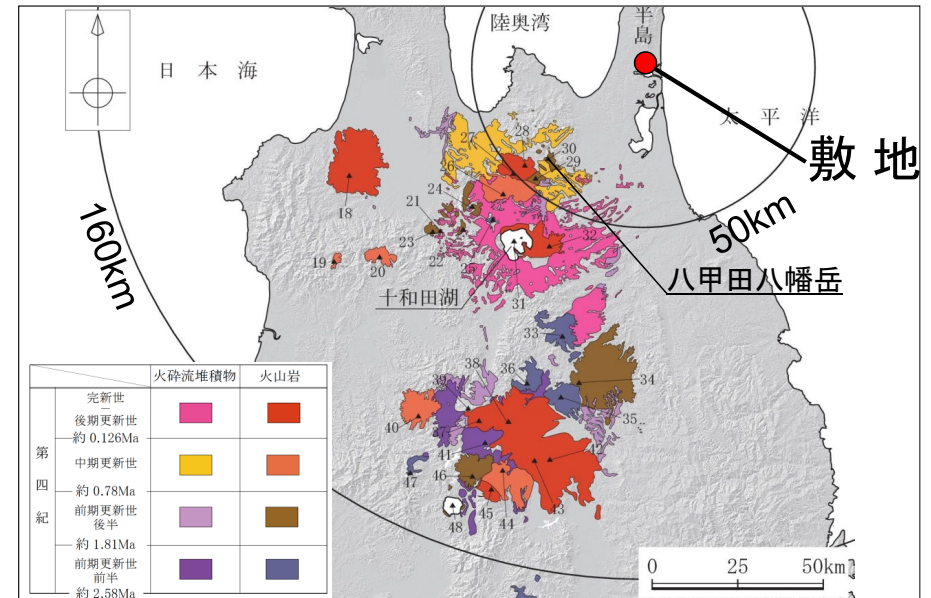 陸奥湾
半島
日本海
太平洋
敷地
160km
50km
八甲田八幡岳
十和田湖
18
19
20
21
22
23
24
25
26
27
28
29
30
31
32
33
34
35
36
37
38
39
40
41
42
43
44
45
46
47
48
火砕流堆積物
火山岩
第四紀
完新世
–
後期更新世
約 0.126Ma
中期更新世
約 0.78Ma
前期更新世
後半
約 1.81Ma
前期更新世
前半
約 2.58Ma
0 25 50km